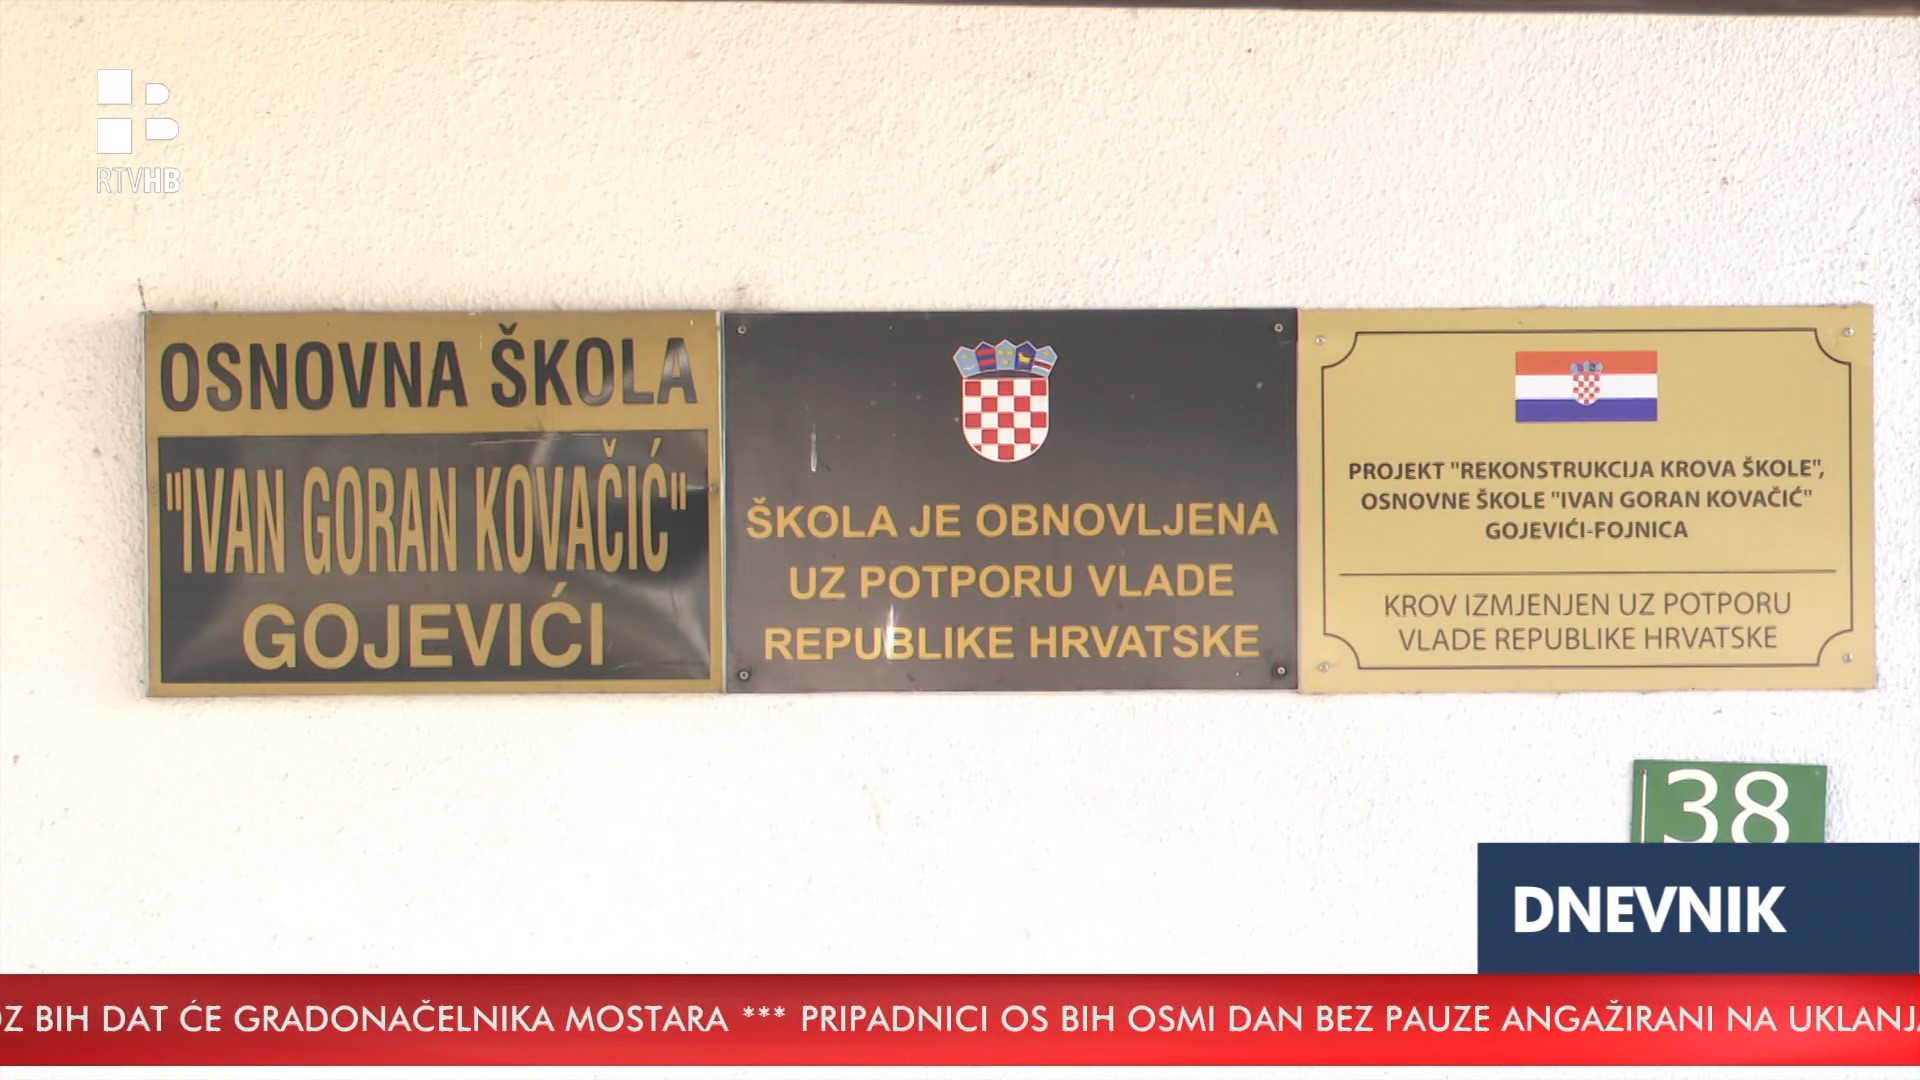 RTVHB
OSNOVNA ŠKOLA
"IVAN GORAN KOVAČIĆ"
GOJEVIĆI
ŠKOLA JE OBNOVLJENA
UZ POTPORU VLADE
REPUBLIKE HRVATSKE
PROJEKT "REKONSTRUKCIJA KROVA ŠKOLE",
OSNOVNE ŠKOLE "IVAN GORAN KOVAČIĆ"
GOJEVIĆI-FOJNICA
KROV IZMJENJEN UZ POTPORU
VLADE REPUBLIKE HRVATSKE
38
DNEVNIK
BIH DAT ĆE GRADONAČELNIKA MOSTARA *** PRIPADNICI OS BIH OSMI DAN BEZ PAUZE ANGAŽIRANI NA